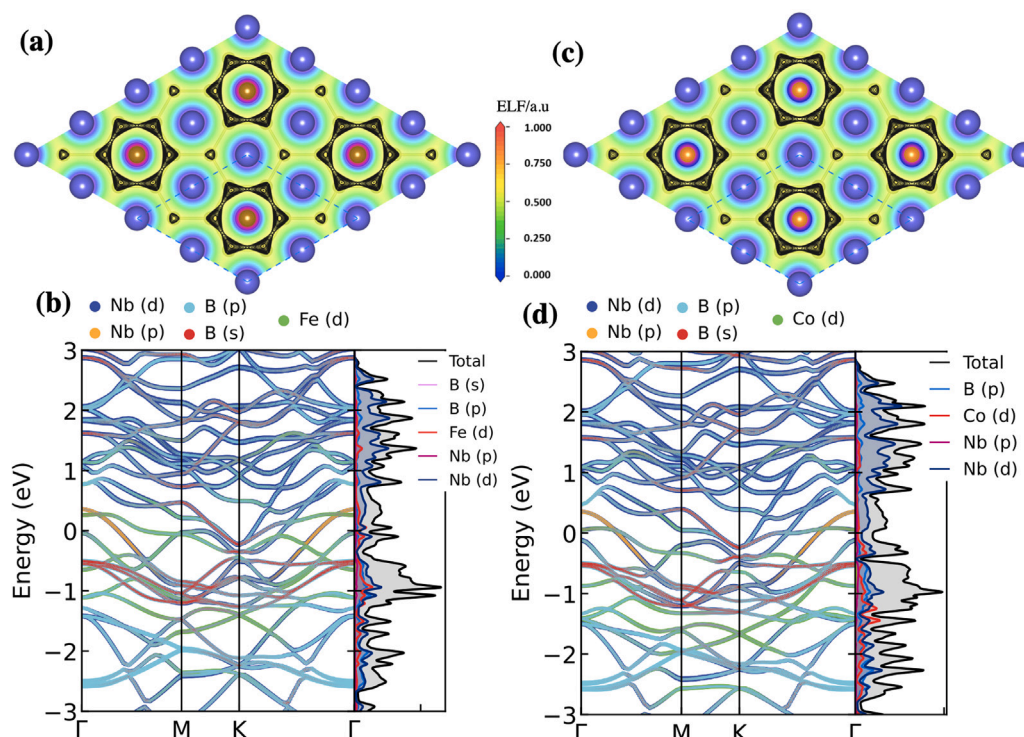 (a)
(c)
ELF/a.u
1.000
0.750
0.500
0.250
0.000
(b)
Nb (d)
B (p)
Fe (d)
Nb (p)
B (s)
3
2
1
0
−1
−2
−3
Energy (eV)
Γ
M
K
Γ
Total
B (s)
B (p)
Fe (d)
Nb (p)
Nb (d)
(d)
Nb (d)
B (p)
Co (d)
Nb (p)
B (s)
3
2
1
0
−1
−2
−3
Energy (eV)
Γ
M
K
Γ
Total
B (p)
Co (d)
Nb (p)
Nb (d)